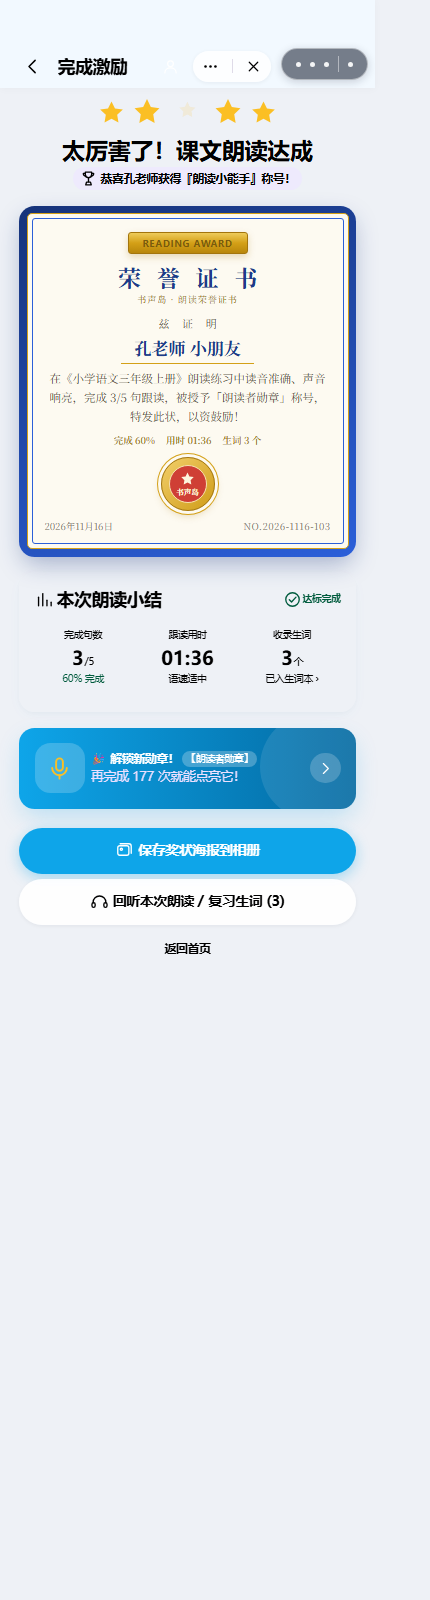 完成激励
太厉害了！课文朗读达成
恭喜孔老师获得『朗读小能手』称号！
READING AWARD
荣誉证书
书声岛 · 朗读荣誉证书
兹证明
孔老师 小朋友
在《小学语文三年级上册》朗读练习中读音准确、声音
响亮，完成 3/5 句跟读，被授予「朗读者勋章」称号，
特发此状，以资鼓励！
完成 60% 用时 01:36 生词 3 个
书声岛
2026年11月16日 NO.2026-1116-103
本次朗读小结 达标完成
完成句数 跟读用时 收录生词
3/5 01:36 3个
60% 完成 语速适中 已入生词本 ›
解锁新勋章！ 【朗读者勋章】
再完成 177 次就能点亮它！
保存奖状海报到相册
回听本次朗读 / 复习生词 (3)
返回首页